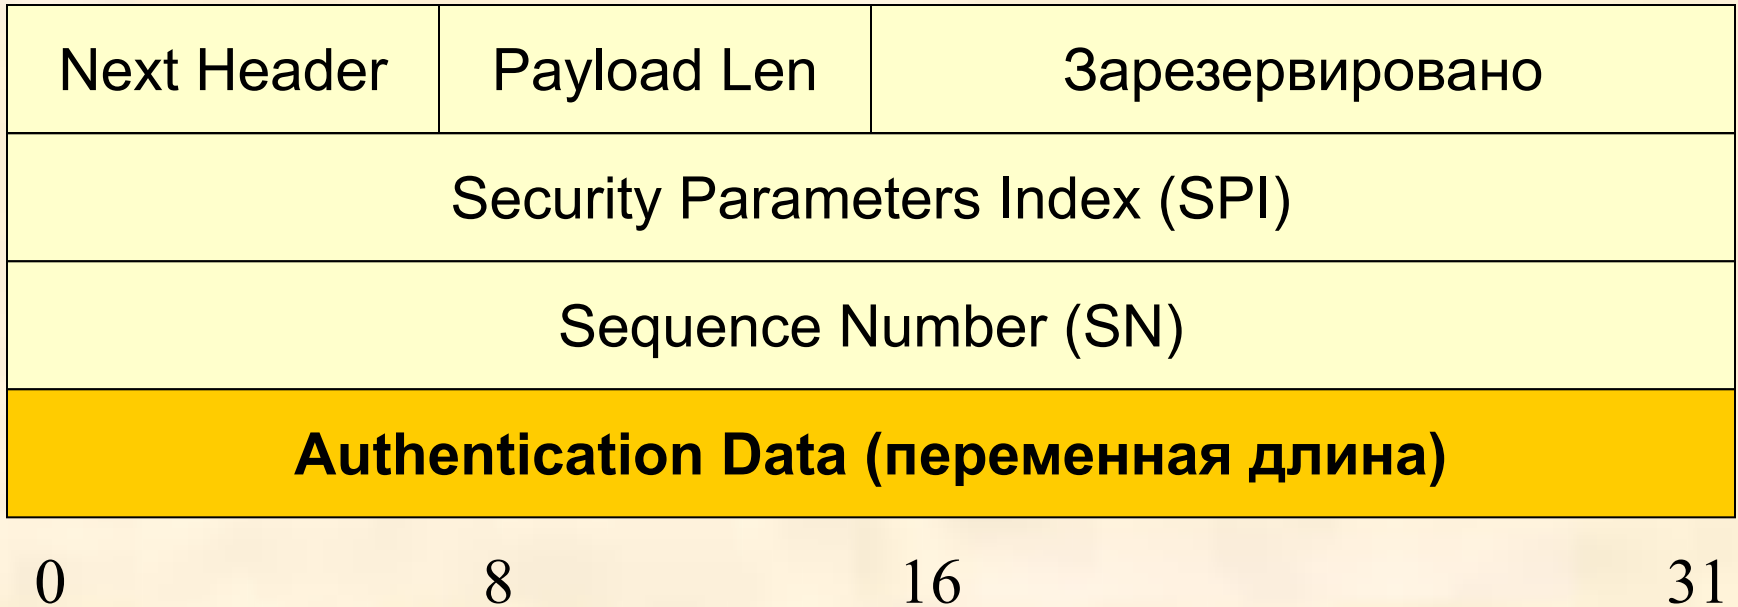 Next Header Payload Len Зарезервировано
Security Parameters Index (SPI)
Sequence Number (SN)
Authentication Data (переменная длина)
0 8 16 31